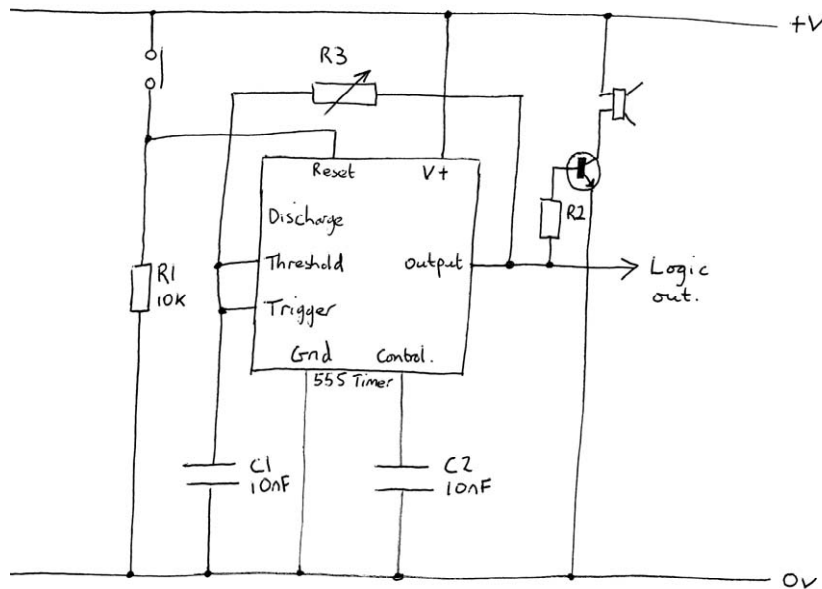 +V
R3
Reset
V+
Discharge
R2
R1
10K
Threshold
output
Logic
out.
Trigger
Gnd
Control.
555 Timer
C1
10nF
C2
10nF
0v